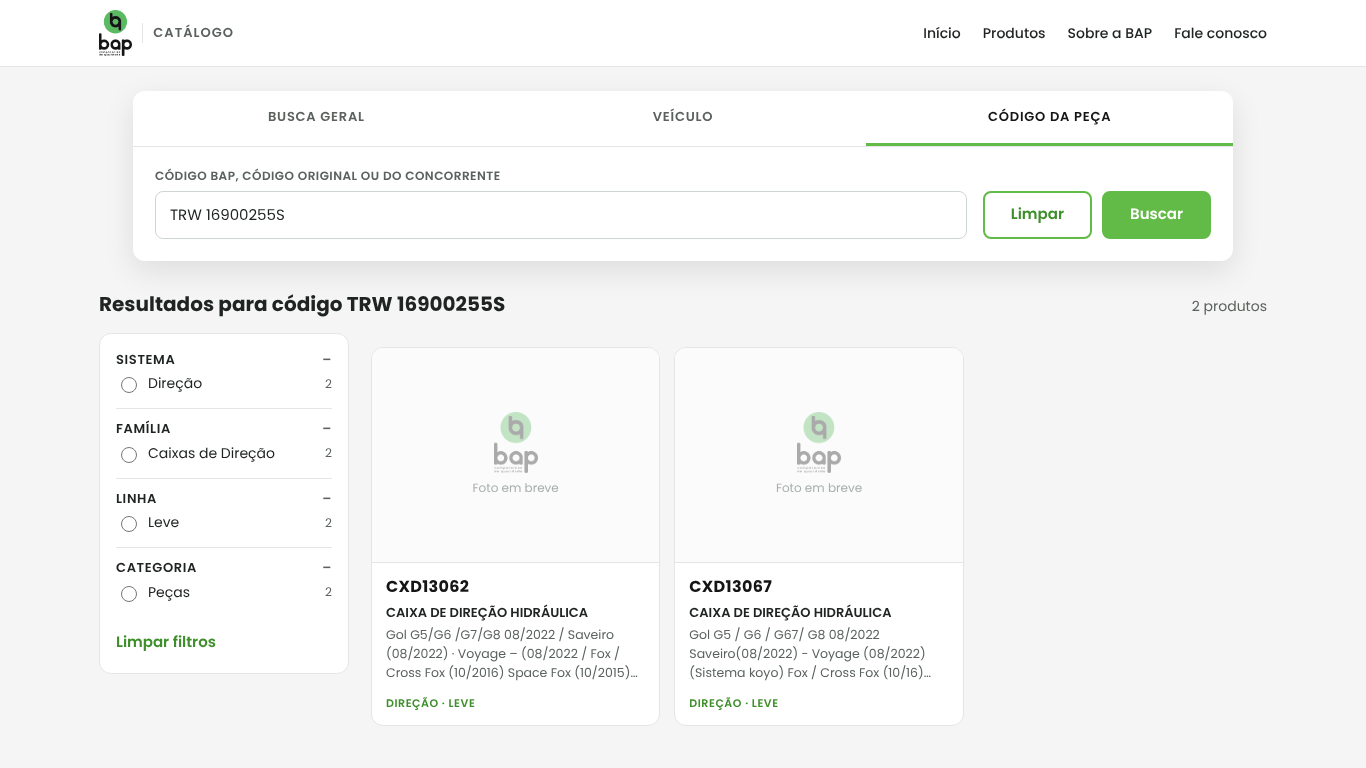 bap
CATÁLOGO
Início
Produtos
Sobre a BAP
Fale conosco
BUSCA GERAL
VEÍCULO
CÓDIGO DA PEÇA
CÓDIGO BAP, CÓDIGO ORIGINAL OU DO CONCORRENTE
TRW 16900255S
Limpar
Buscar
Resultados para código TRW 16900255S
2 produtos
SISTEMA –
Direção 2
FAMÍLIA –
Caixas de Direção 2
LINHA –
Leve 2
CATEGORIA –
Peças 2
Limpar filtros
bap
Foto em breve
CXD13062
CAIXA DE DIREÇÃO HIDRÁULICA
Gol G5/G6 /G7/G8 08/2022 / Saveiro
(08/2022) · Voyage – (08/2022 / Fox /
Cross Fox (10/2016) Space Fox (10/2015)…
DIREÇÃO · LEVE
bap
Foto em breve
CXD13067
CAIXA DE DIREÇÃO HIDRÁULICA
Gol G5 / G6 / G67/ G8 08/2022
Saveiro(08/2022) - Voyage (08/2022)
(Sistema koyo) Fox / Cross Fox (10/16)…
DIREÇÃO · LEVE